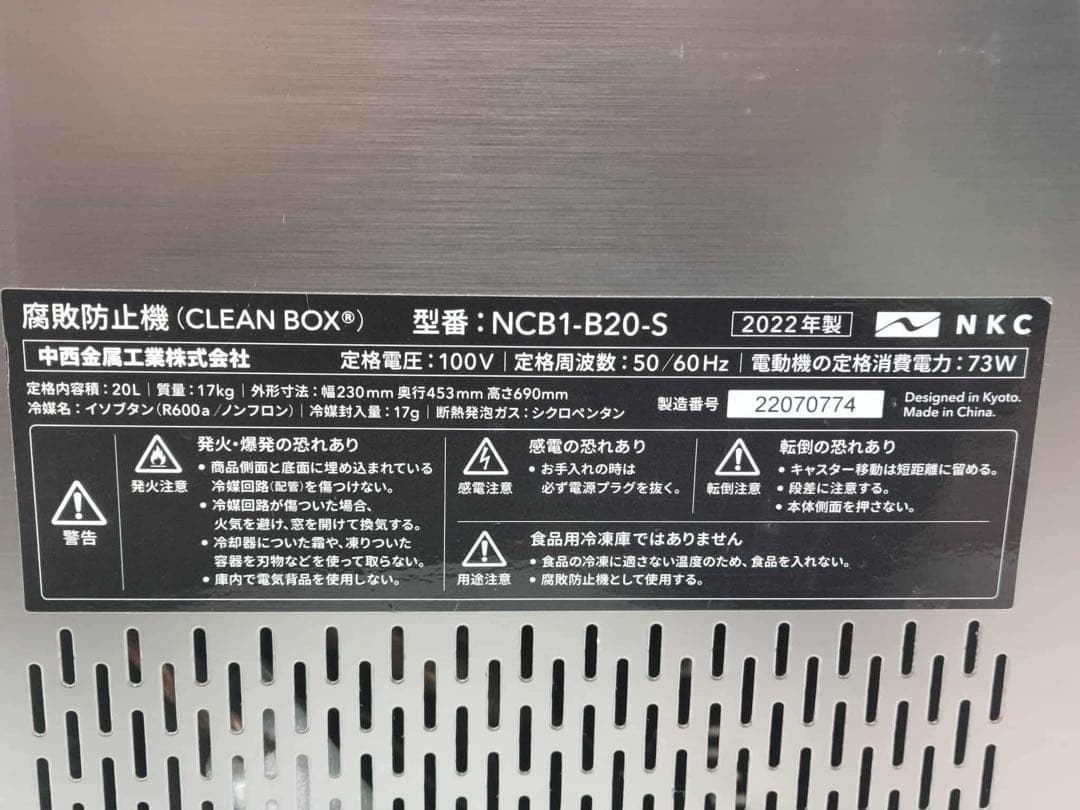 腐敗防止機(CLEAN BOX®) 型番:NCB1-B20-S 2022年製 NKC
中西金属工業株式会社 定格電圧:100V | 定格周波数:50/60Hz | 電動機の定格消費電力:73W
定格内容積:20L | 質量:17kg | 外形寸法:幅230mm 奥行453mm 高さ690mm
冷媒名:イソブタン(R600a/ノンフロン) | 冷媒封入量:17g | 断熱発泡ガス:シクロペンタン
製造番号 22070774
Designed in Kyoto.
Made in China.
警告
発火注意
発火・爆発の恐れあり
・商品側面と底面に埋め込まれている
冷媒回路(配管)を傷つけない。
・冷媒回路が傷ついた場合、
火気を避け、窓を開けて換気する。
・冷却器についた霜や、凍りついた
容器を刃物などを使って取らない。
・庫内で電気背品を使用しない。
感電注意
感電の恐れあり
・お手入れの時は
必ず電源プラグを抜く。
転倒注意
転倒の恐れあり
・キャスター移動は短距離に留める。
・段差に注意する。
・本体側面を押さない。
用途注意
食品用冷凍庫ではありません
・食品の冷凍に適さない温度のため、食品を入れない。
・腐敗防止機として使用する。